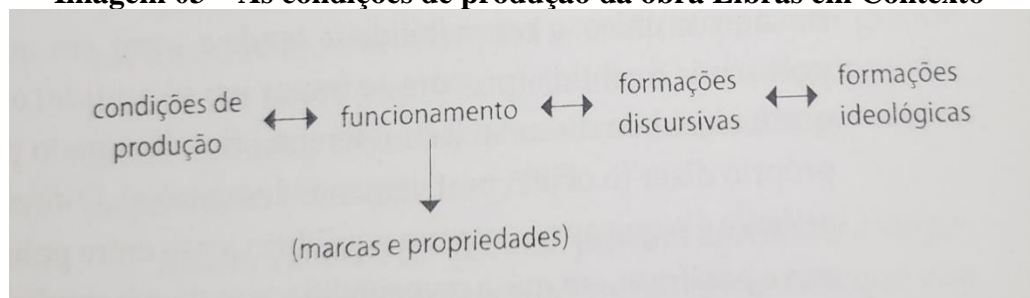 Imagem 03 – As condições de produção da obra Libras em Contexto
condições de
produção
funcionamento
formações
discursivas
formações
ideológicas
(marcas e propriedades)